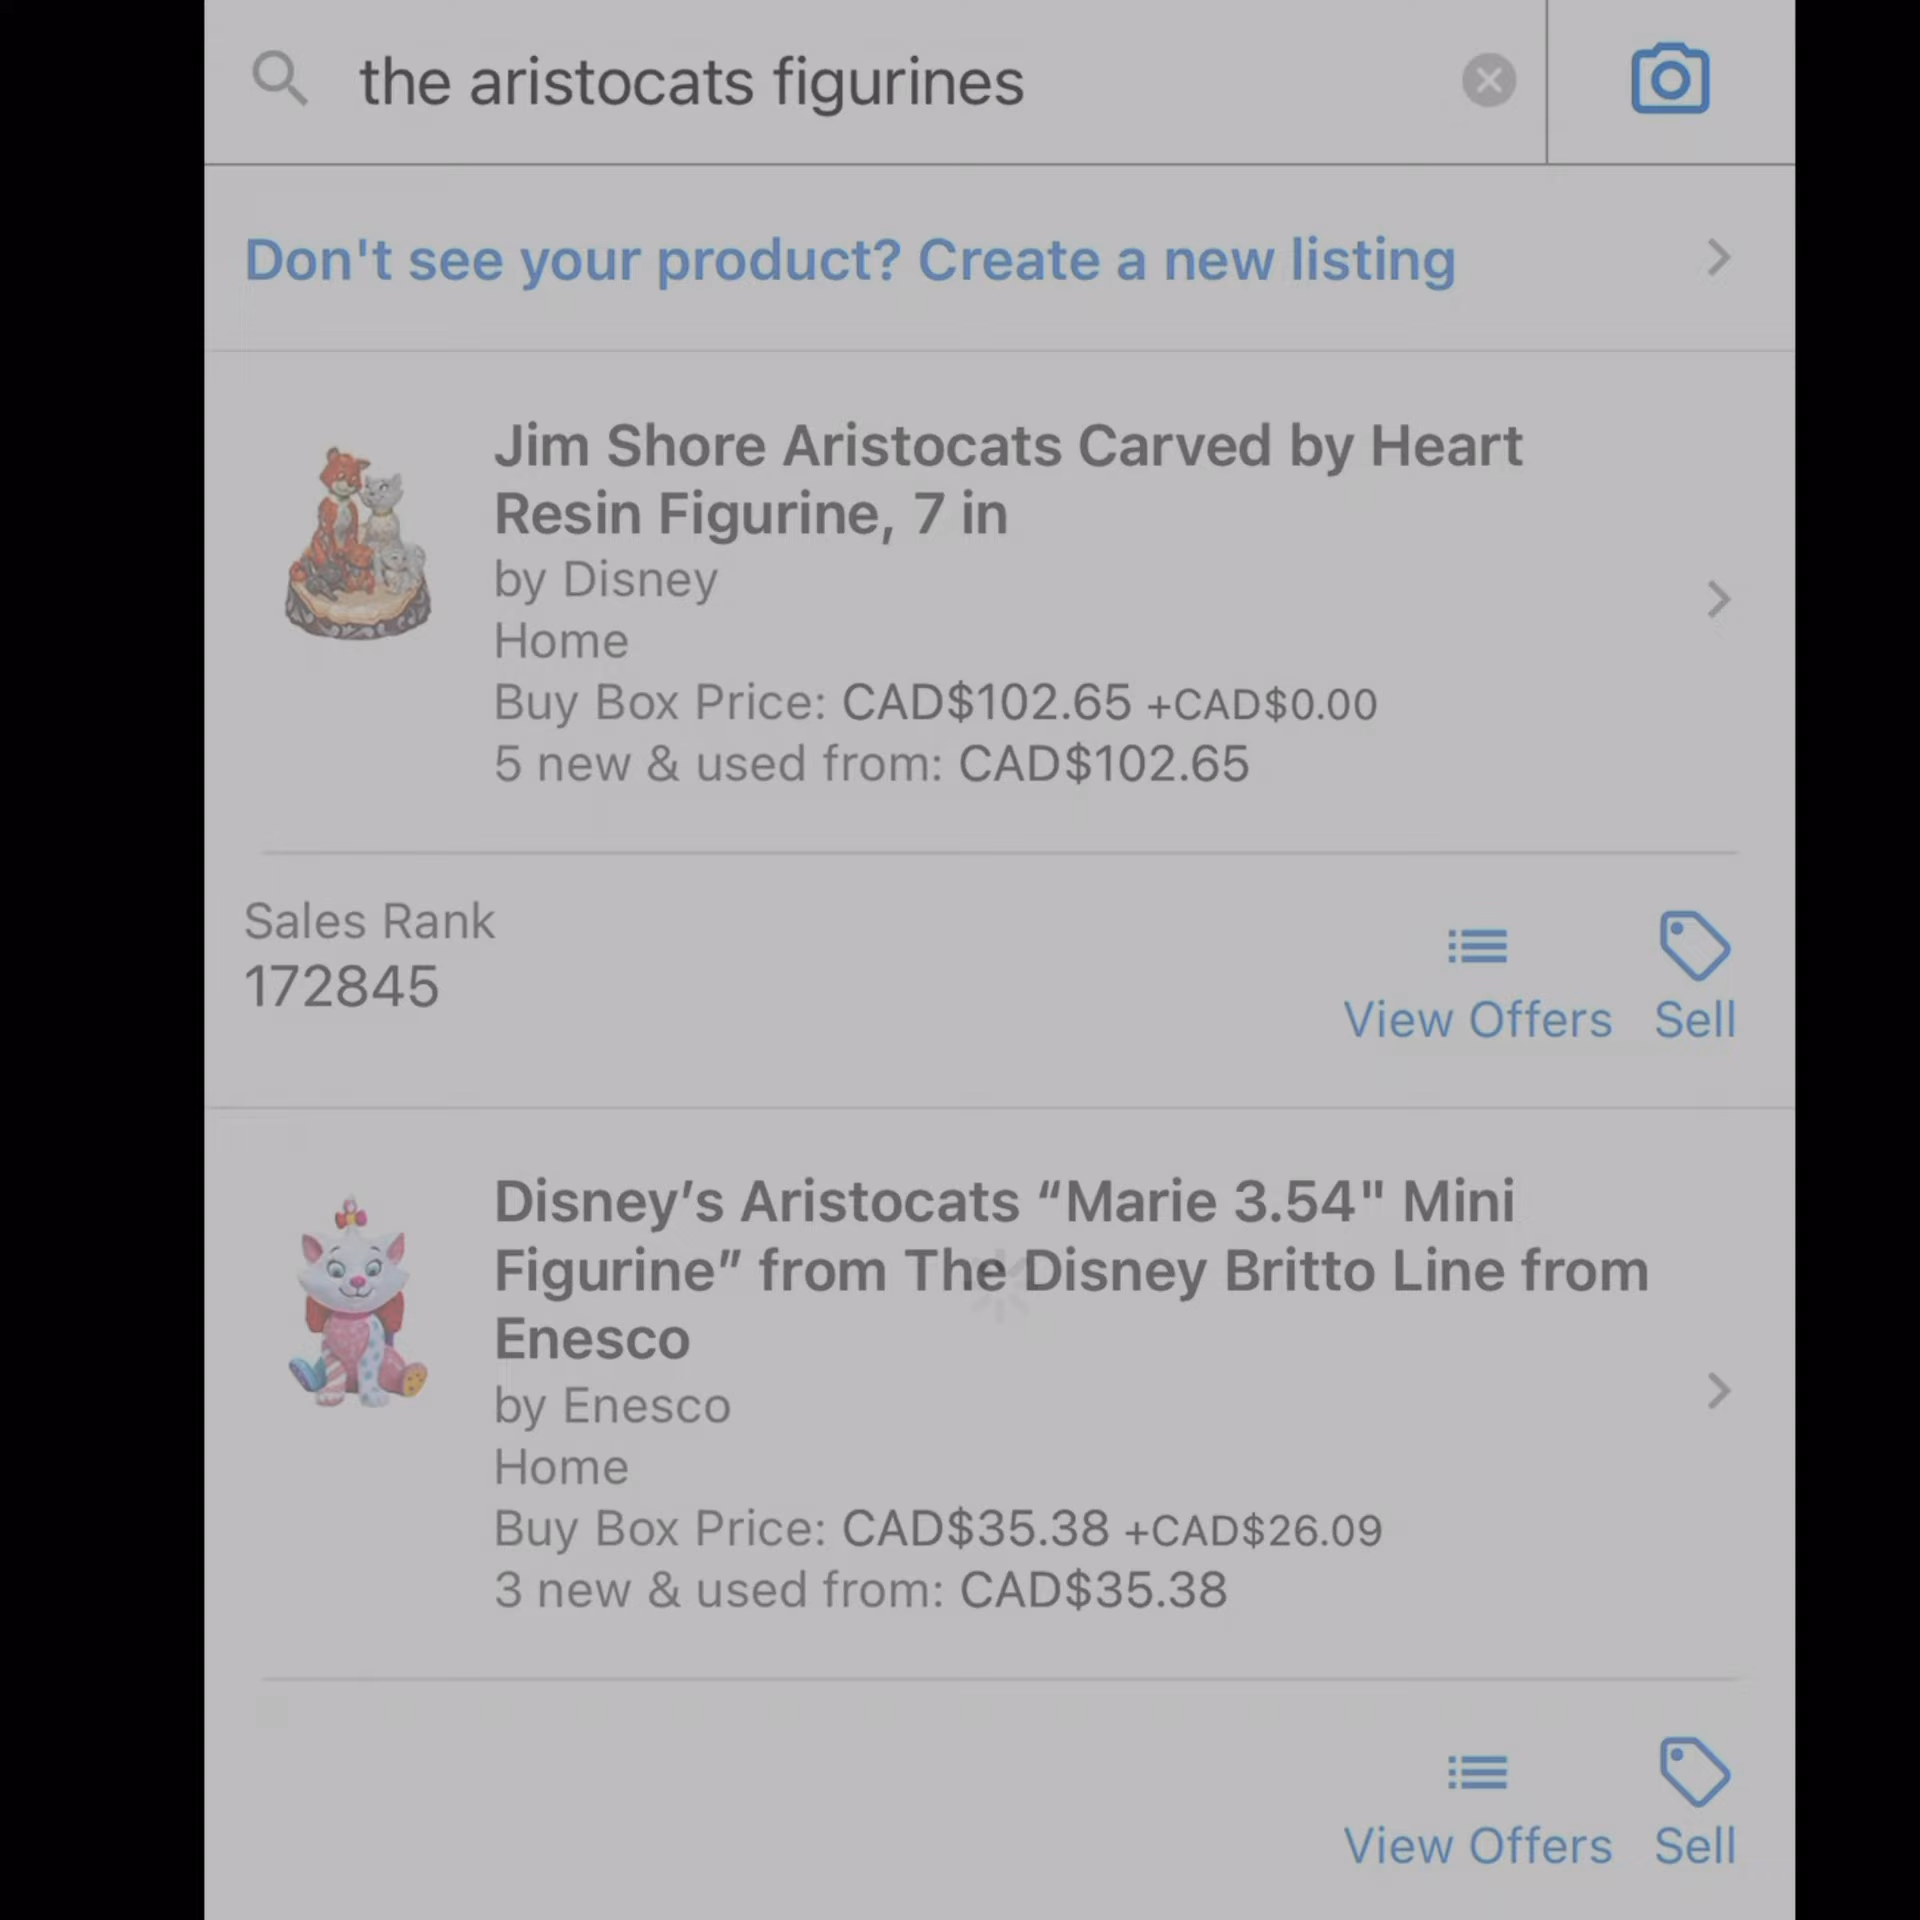 the aristocats figurines
Don't see your product? Create a new listing
Jim Shore Aristocats Carved by Heart
Resin Figurine, 7 in
by Disney
Home
Buy Box Price: CAD$102.65 +CAD$0.00
5 new & used from: CAD$102.65
Sales Rank
172845
View Offers
Sell
Disney’s Aristocats “Marie 3.54" Mini
Figurine” from The Disney Britto Line from
Enesco
by Enesco
Home
Buy Box Price: CAD$35.38 +CAD$26.09
3 new & used from: CAD$35.38
View Offers
Sell